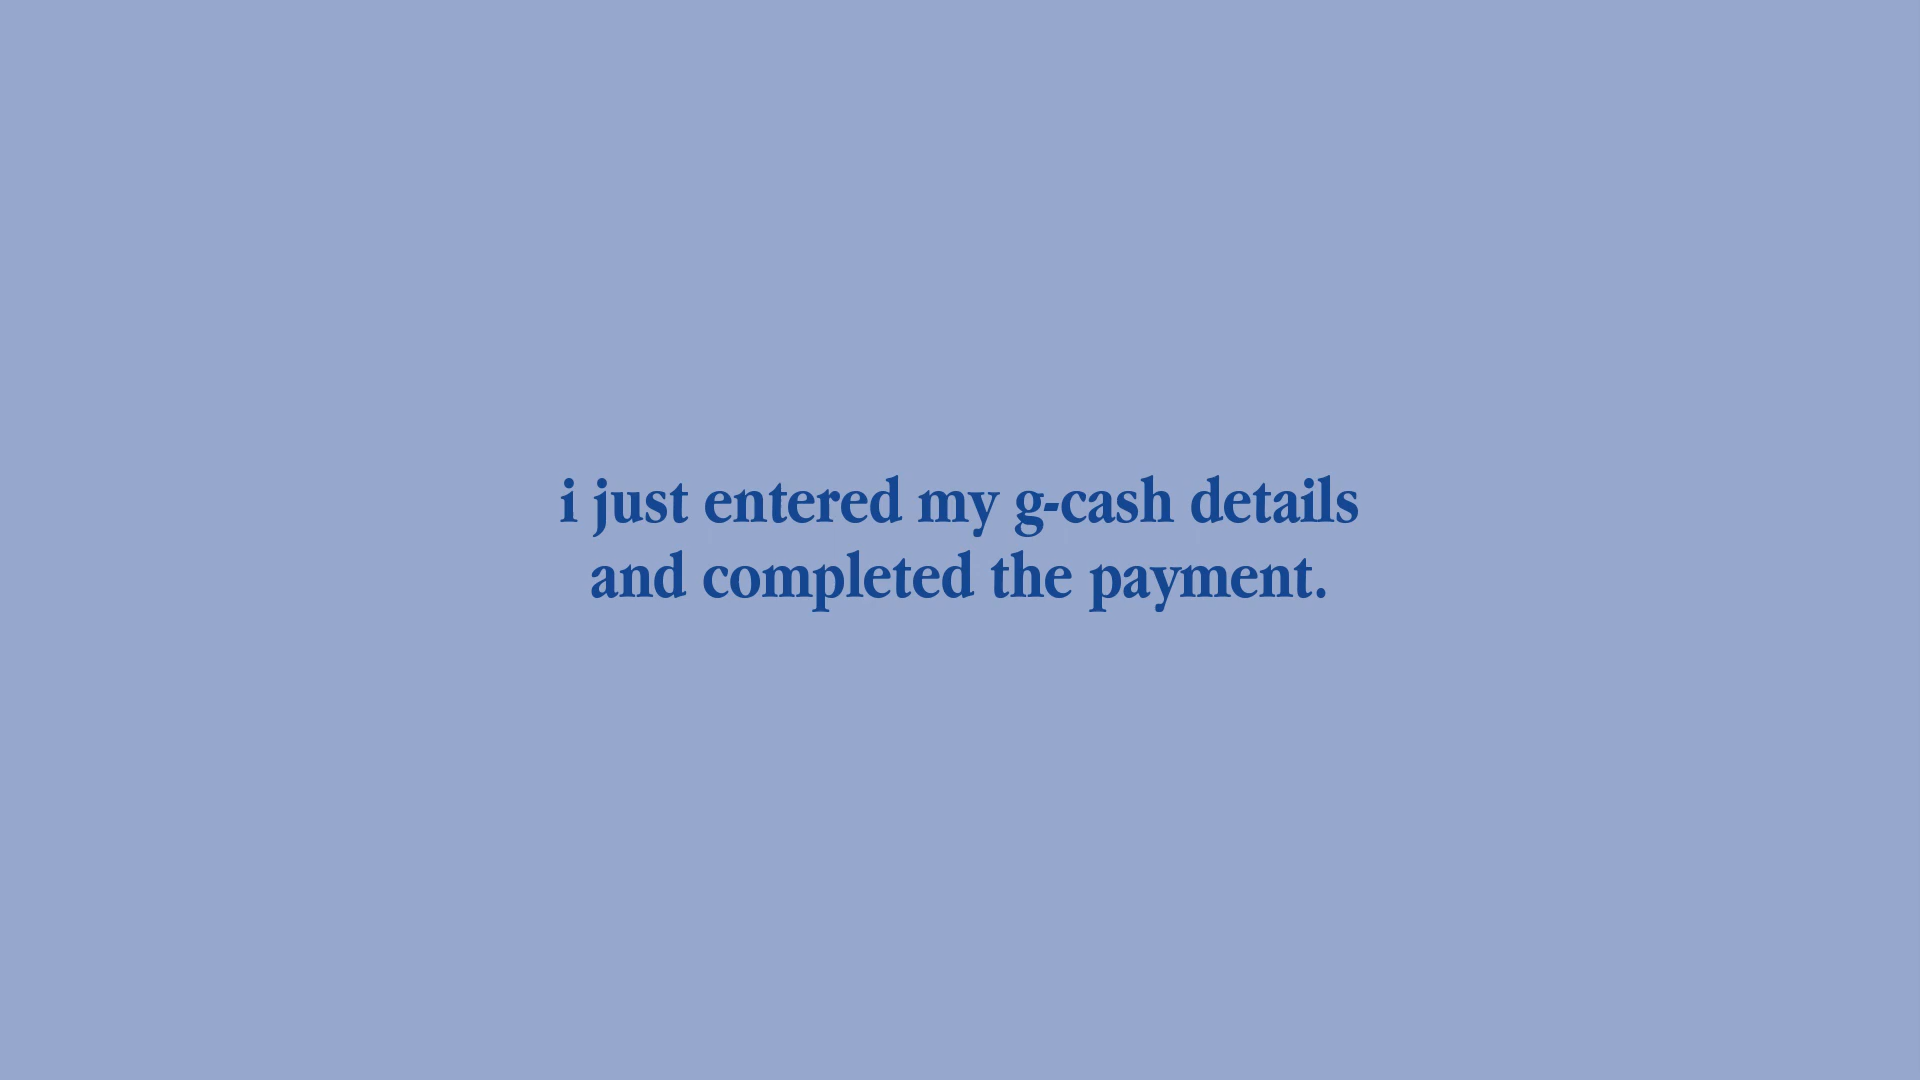 i just entered my g-cash details
and completed the payment.